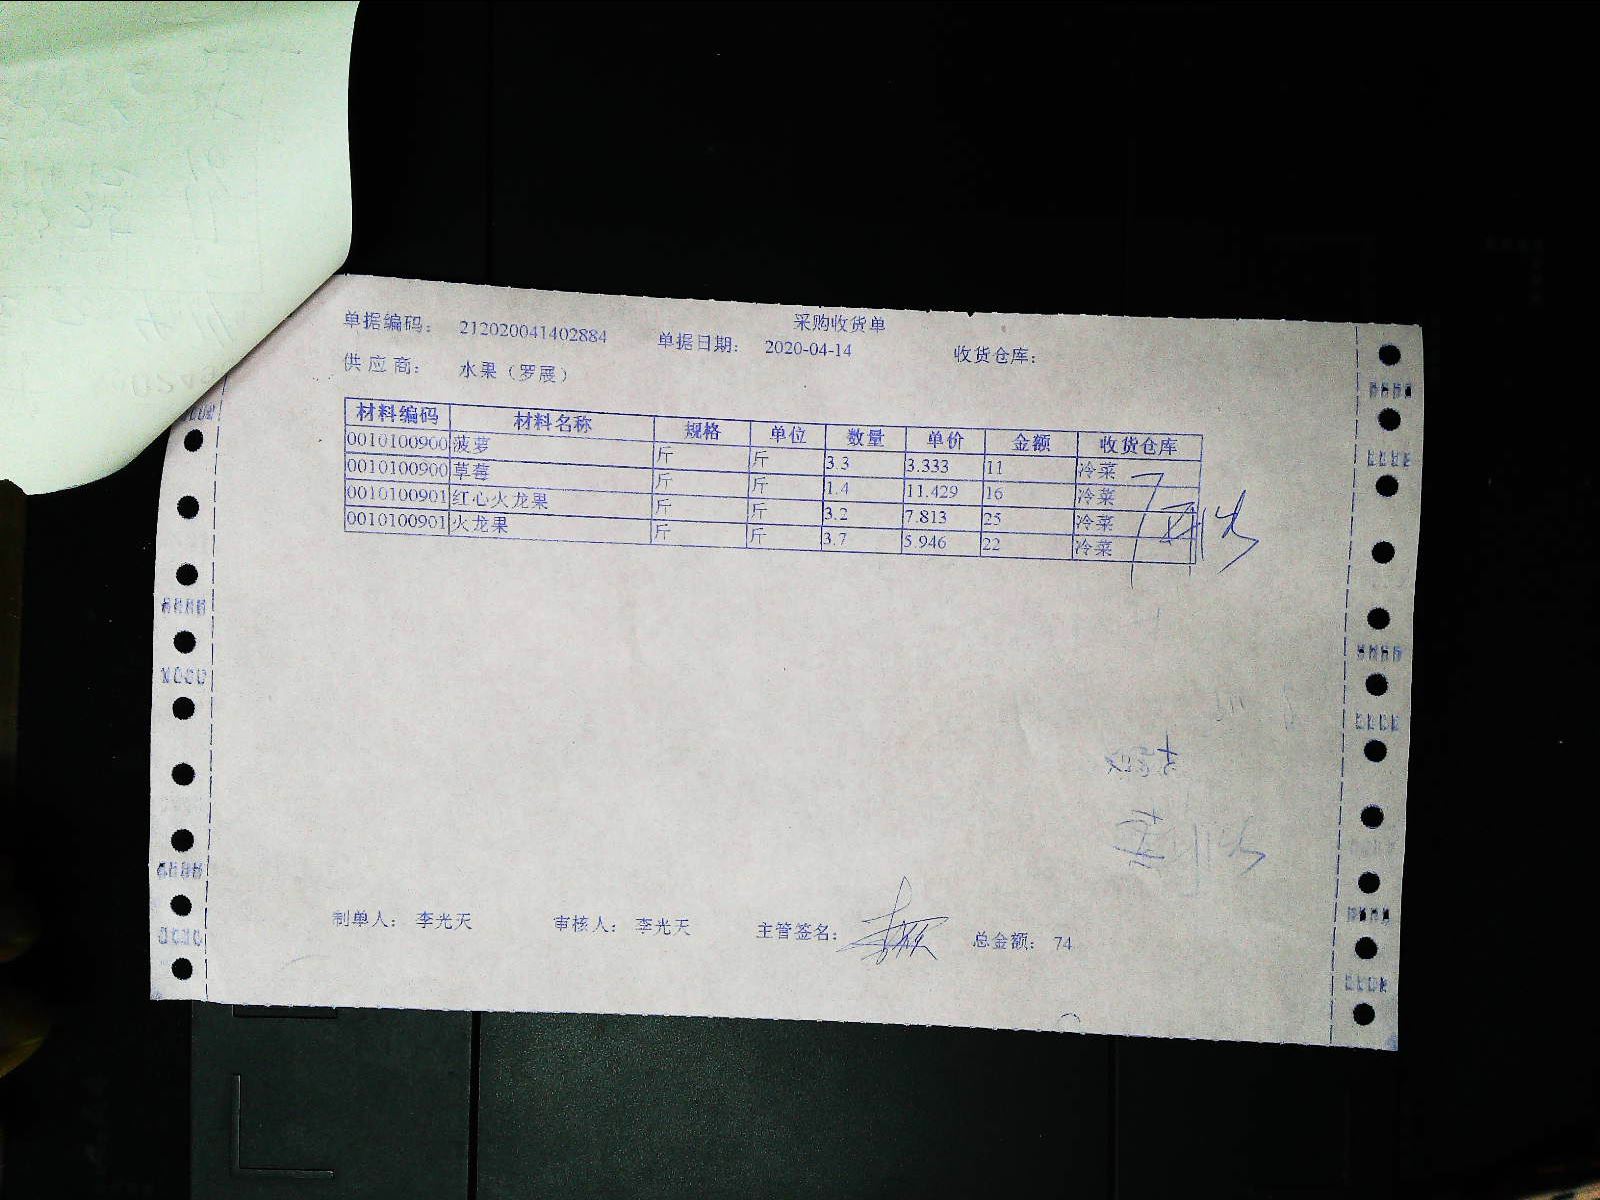 采购收货单
单据编码： 212020041402884 单据日期： 2020-04-14 收货仓库：
供应商： 水果（罗展）
材料编码 材料名称 规格 单位 数量 单价 金额 收货仓库
0010100900 菠萝 斤 斤 3.3 3.333 11 冷菜
0010100900 草莓 斤 斤 1.4 11.429 16 冷菜
0010100901 红心火龙果 斤 斤 3.2 7.813 25 冷菜
0010100901 火龙果 斤 斤 3.7 5.946 22 冷菜
制单人： 李光天 审核人： 李光天 主管签名： 总金额： 74